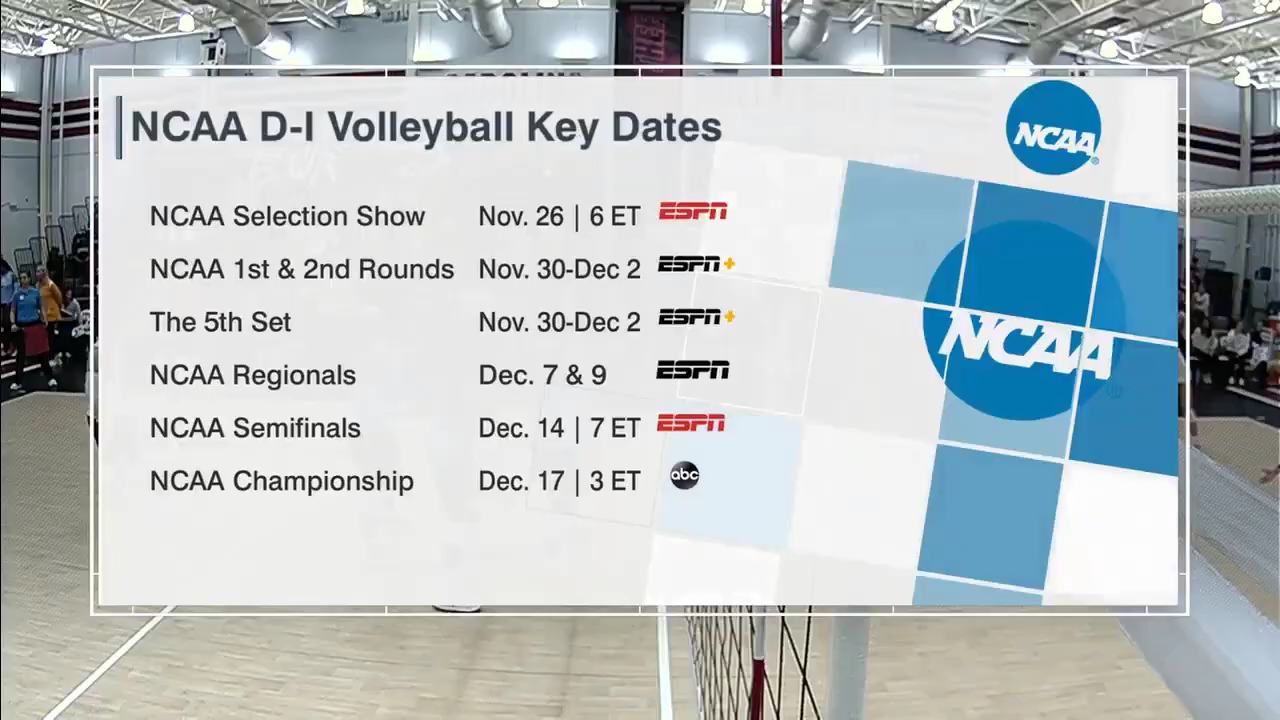 NCAA D-I Volleyball Key Dates
NCAA
NCAA Selection Show Nov. 26 | 6 ET ESPN
NCAA 1st & 2nd Rounds Nov. 30-Dec 2 ESPN+
The 5th Set Nov. 30-Dec 2 ESPN+
NCAA Regionals Dec. 7 & 9 ESPN
NCAA Semifinals Dec. 14 | 7 ET ESPN
NCAA Championship Dec. 17 | 3 ET abc
NCAA